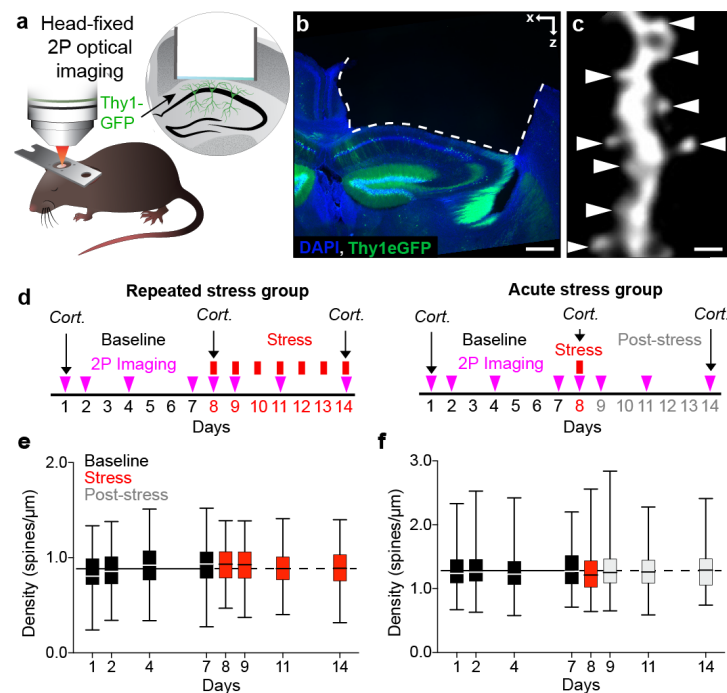 a
Head-fixed
2P optical
imaging
Thy1-
GFP
b
x
z
DAPI, Thy1eGFP
c
d
Repeated stress group
Cort.
Cort.
Cort.
Baseline
Stress
2P Imaging
1 2 3 4 5 6 7 8 9 10 11 12 13 14
Days
Acute stress group
Cort.
Cort.
Cort.
Baseline
Post-stress
Stress
2P Imaging
1 2 3 4 5 6 7 8 9 10 11 12 13 14
Days
e
Baseline
Stress
Post-stress
Density (spines/µm)
2.0
1.0
0
1 2 4 7 8 9 11 14
Days
f
Density (spines/µm)
3.0
2.0
1.0
0
1 2 4 7 8 9 11 14
Days